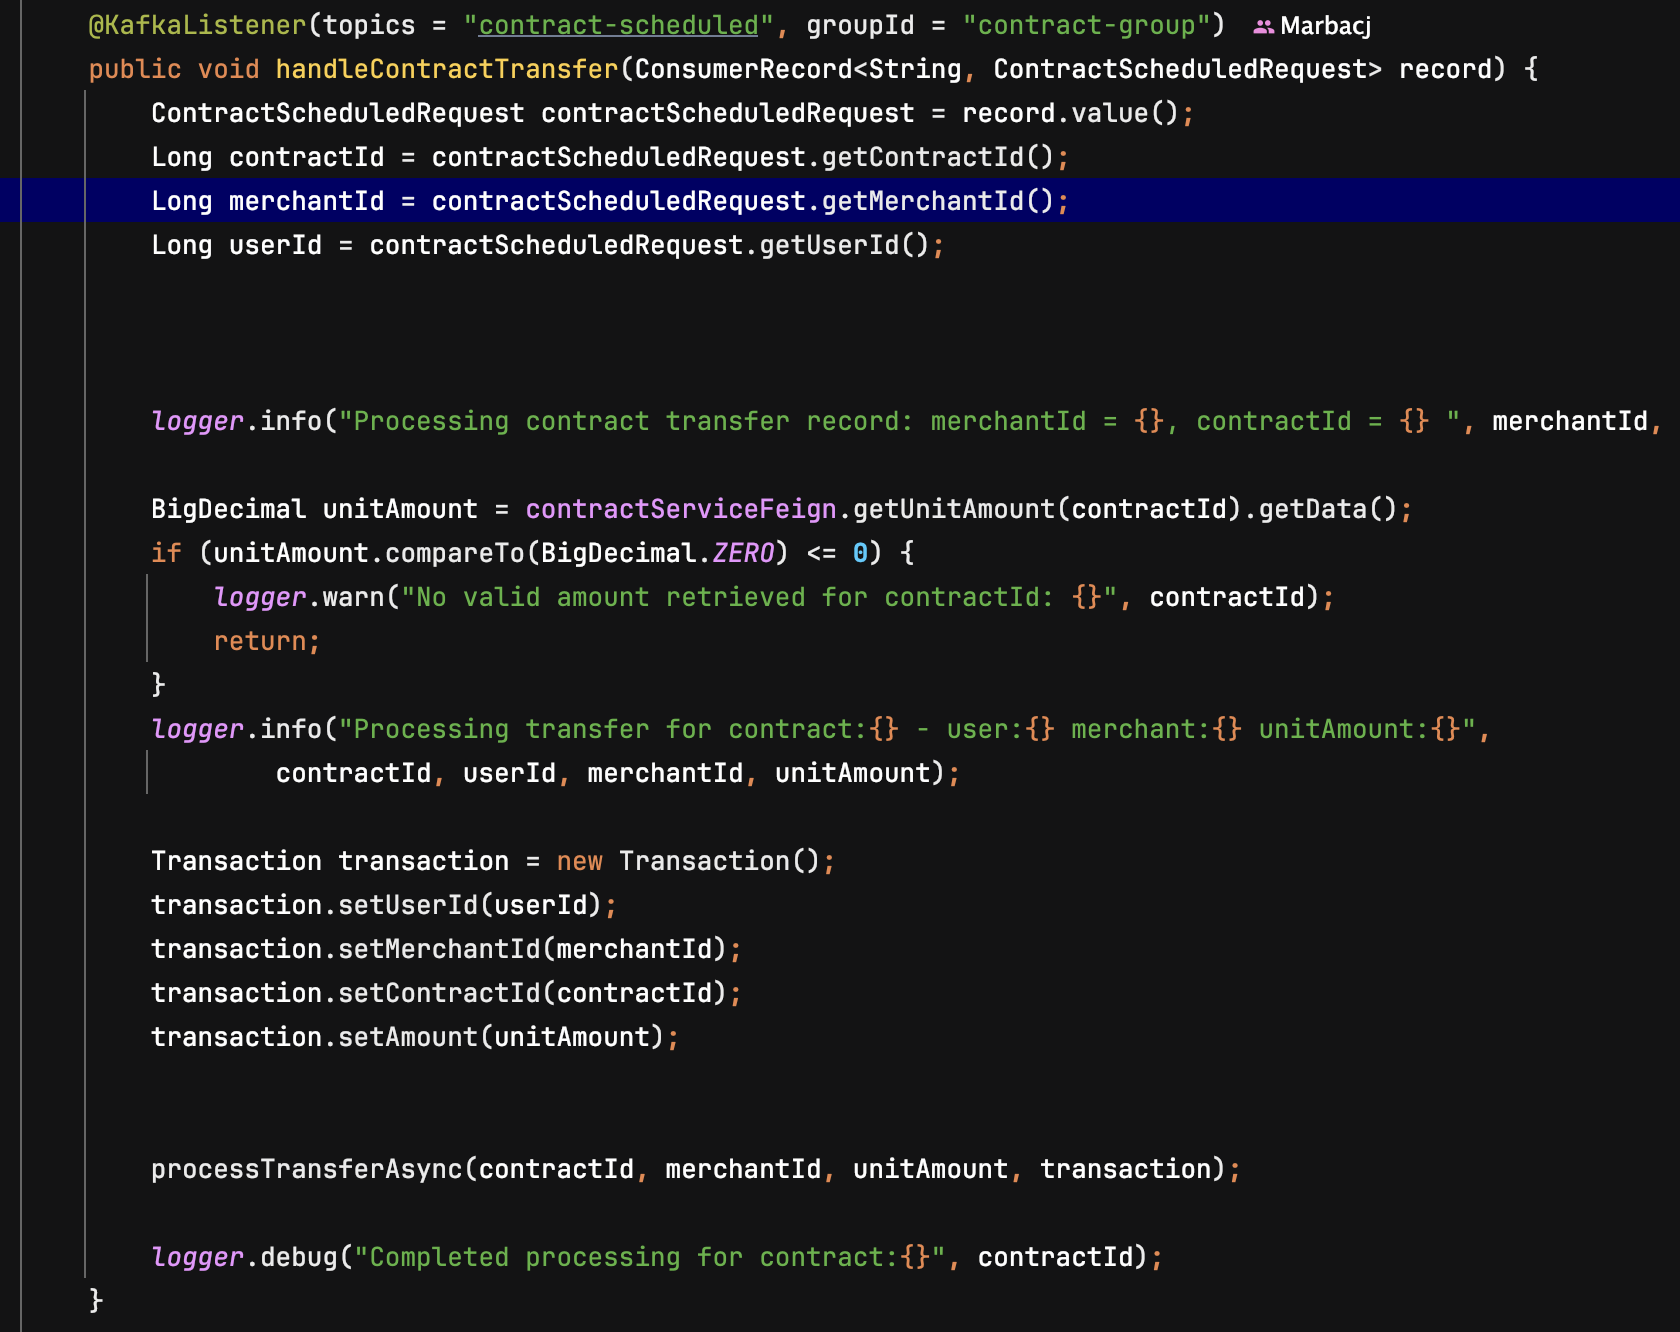 @KafkaListener(topics = "contract-scheduled", groupId = "contract-group") Marbacj
public void handleContractTransfer(ConsumerRecord<String, ContractScheduledRequest> record) {
ContractScheduledRequest contractScheduledRequest = record.value();
Long contractId = contractScheduledRequest.getContractId();
Long merchantId = contractScheduledRequest.getMerchantId();
Long userId = contractScheduledRequest.getUserId();
logger.info("Processing contract transfer record: merchantId = {}, contractId = {} ", merchantId,
BigDecimal unitAmount = contractServiceFeign.getUnitAmount(contractId).getData();
if (unitAmount.compareTo(BigDecimal.ZERO) <= 0) {
logger.warn("No valid amount retrieved for contractId: {}", contractId);
return;
}
logger.info("Processing transfer for contract:{} - user:{} merchant:{} unitAmount:{}",
contractId, userId, merchantId, unitAmount);
Transaction transaction = new Transaction();
transaction.setUserId(userId);
transaction.setMerchantId(merchantId);
transaction.setContractId(contractId);
transaction.setAmount(unitAmount);
processTransferAsync(contractId, merchantId, unitAmount, transaction);
logger.debug("Completed processing for contract:{}", contractId);
}